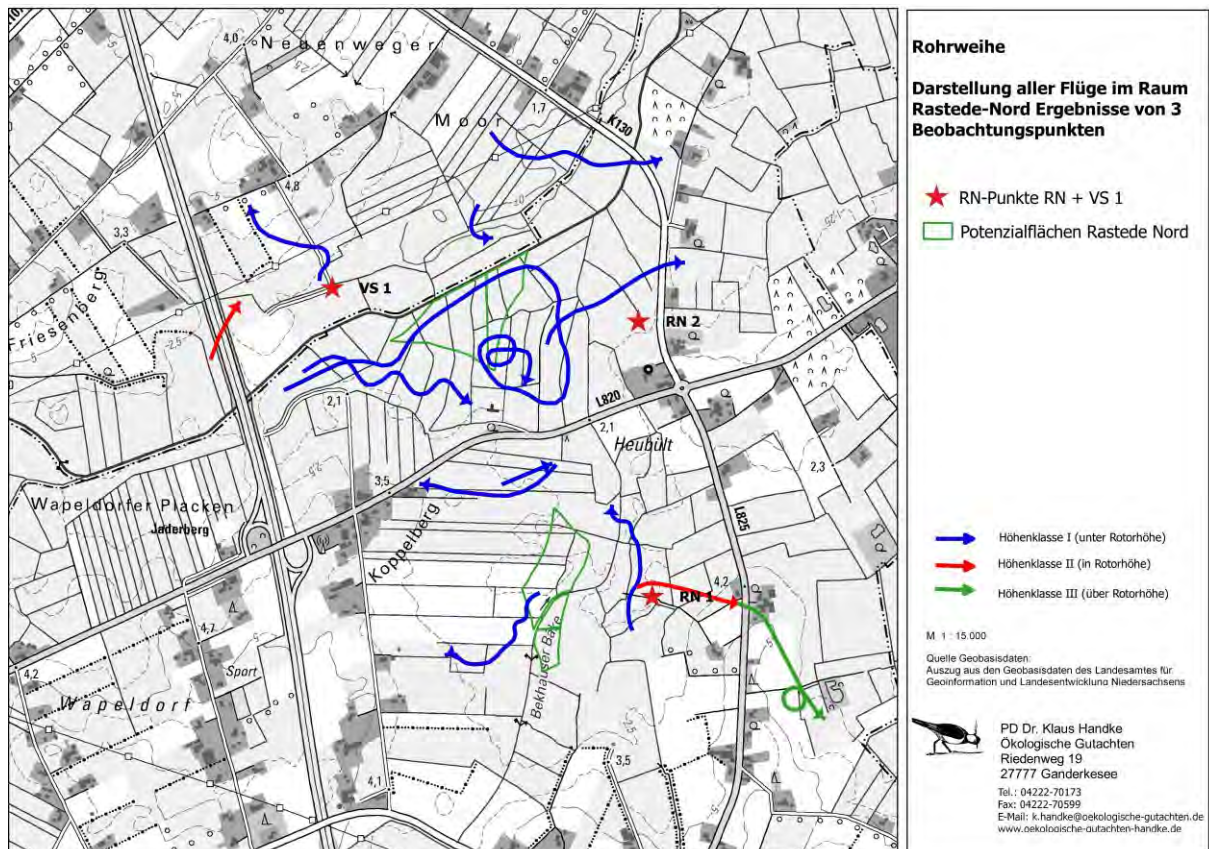 Neuenweger
Moor
4,0
1,7
K130
4,8
3,3
Friesenberg
VS 1
2,5
RN 2
L820
2,1
2,1
Heubült
2,3
3,5
Wapeldorfer Placken
Jaderberg
Koppelberg
L825
4,2
RN 1
4,7
Sport
4,2
Wapeldorf
Bekhauser Bäke
4,1
3,5
Rohrweihe
Darstellung aller Flüge im Raum
Rastede-Nord Ergebnisse von 3
Beobachtungspunkten
RN-Punkte RN + VS 1
Potenzialflächen Rastede Nord
Höhenklasse I (unter Rotorhöhe)
Höhenklasse II (in Rotorhöhe)
Höhenklasse III (über Rotorhöhe)
M 1 : 15.000
Quelle Geobasisdaten:
Auszug aus den Geobasisdaten des Landesamtes für
Geoinformation und Landesentwicklung Niedersachsens
PD Dr. Klaus Handke
Ökologische Gutachten
Riedenweg 19
27777 Ganderkesee
Tel.: 04222-70173
Fax: 04222-70599
E-Mail: k.handke@oekologische-gutachten.de
www.oekologische-gutachten-handke.de